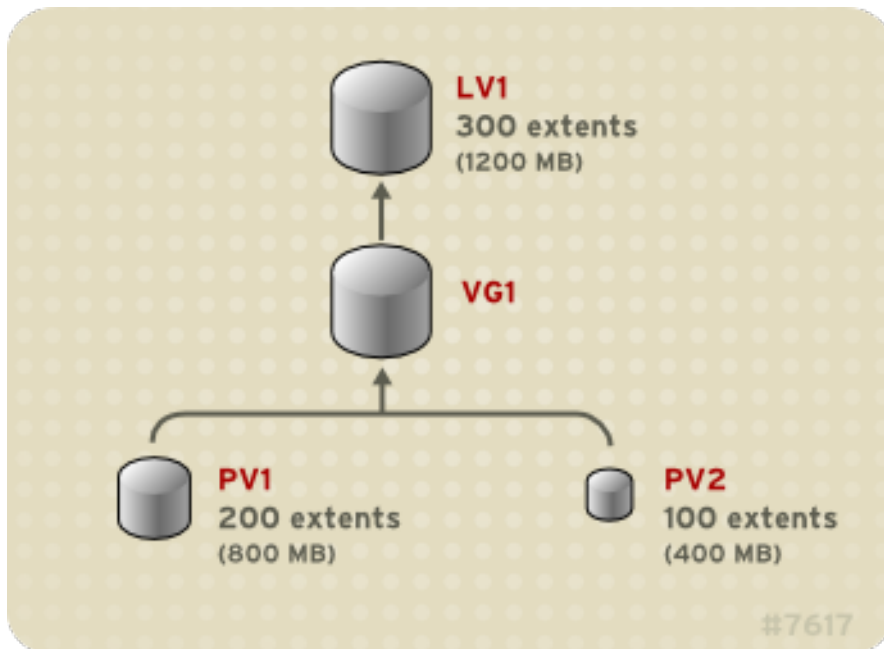 LV1
300 extents
(1200 MB)
VG1
PV1
200 extents
(800 MB)
PV2
100 extents
(400 MB)
#7617